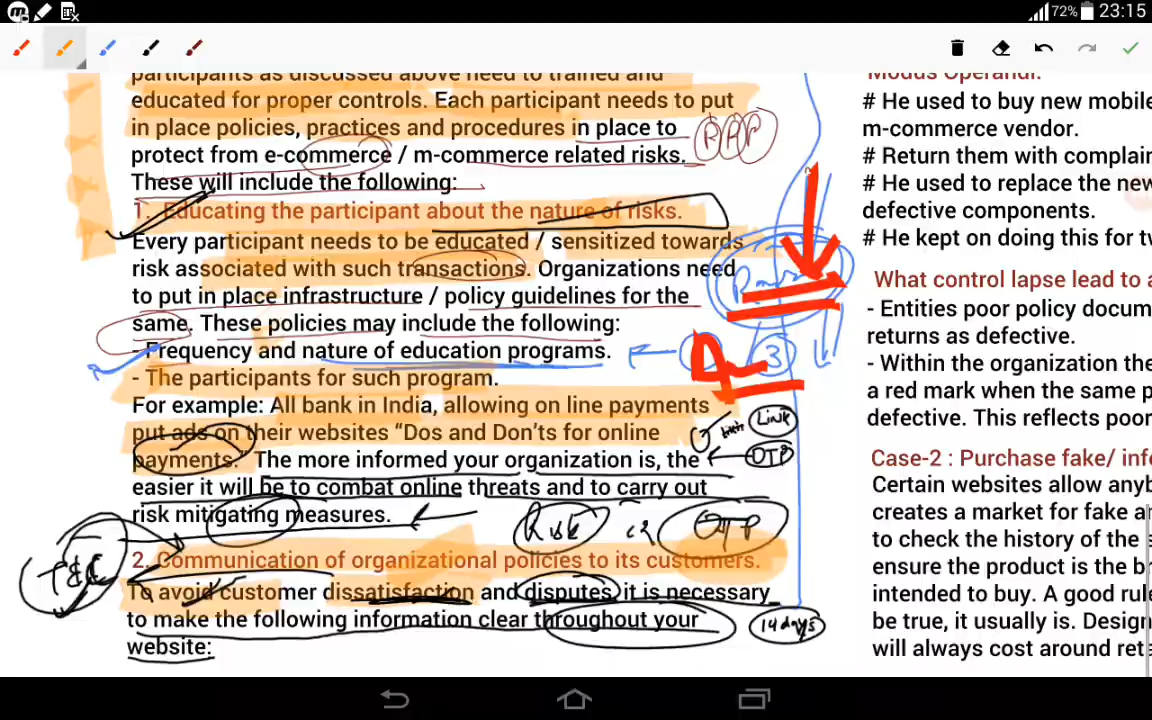 72% 23:15
participants as discussed above need to trained and
educated for proper controls. Each participant needs to put
in place policies, practices and procedures in place to
protect from e-commerce / m-commerce related risks.
PPP
These will include the following:
1. Educating the participant about the nature of risks.
Every participant needs to be educated / sensitized towards
risk associated with such transactions. Organizations need
to put in place infrastructure / policy guidelines for the
same. These policies may include the following:
- Frequency and nature of education programs.
3
- The participants for such program.
For example: All bank in India, allowing on line payments
put ads on their websites “Dos and Don'ts for online
payments.” The more informed your organization is, the
easier it will be to combat online threats and to carry out
risk mitigating measures.
Link
OTP
Risk
OTP
2. Communication of organizational policies to its customers.
T&C
To avoid customer dissatisfaction and disputes it is necessary
to make the following information clear throughout your
website:
14 days
Modus Operandi:
# He used to buy new mobile
m-commerce vendor.
# Return them with complain
# He used to replace the new
defective components.
# He kept on doing this for
What control lapse lead to a
- Entities poor policy docum
returns as defective.
- Within the organization the
a red mark when the same p
defective. This reflects poor
Case-2 : Purchase fake/ info
Certain websites allow anyb
creates a market for fake a
to check the history of the s
ensure the product is the b
intended to buy. A good rule
be true, it usually is. Design
will always cost around ret